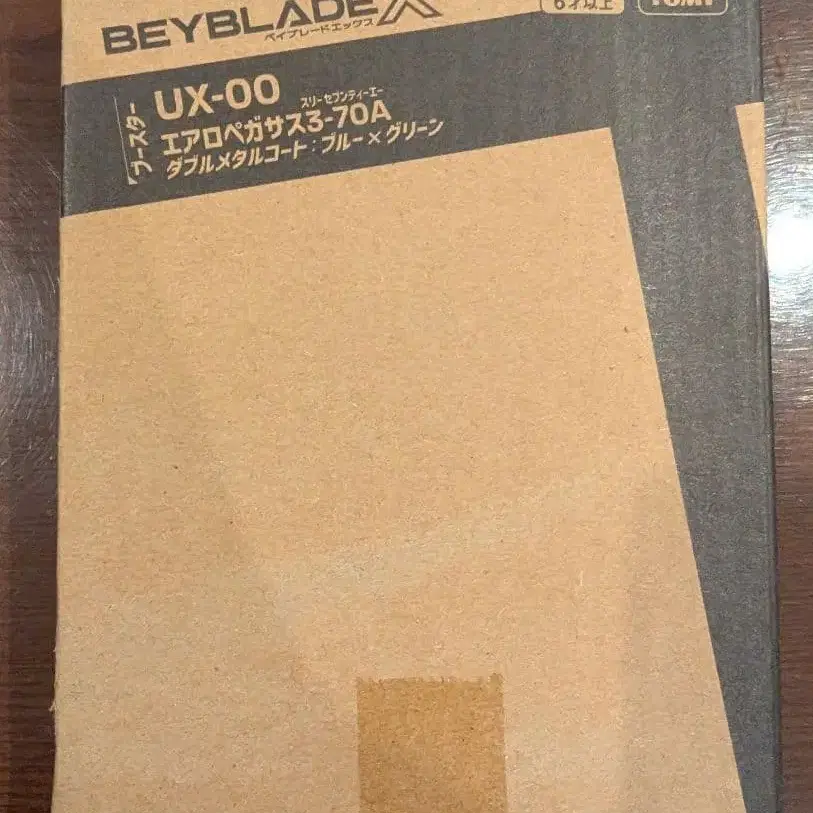 BEYBLADE X
ベイブレードエックス
6才以上
TOMY
ブースター
UX-00
スリーセブンティーエー
エアロペガサス3-70A
ダブルメタルコート:ブルー×グリーン